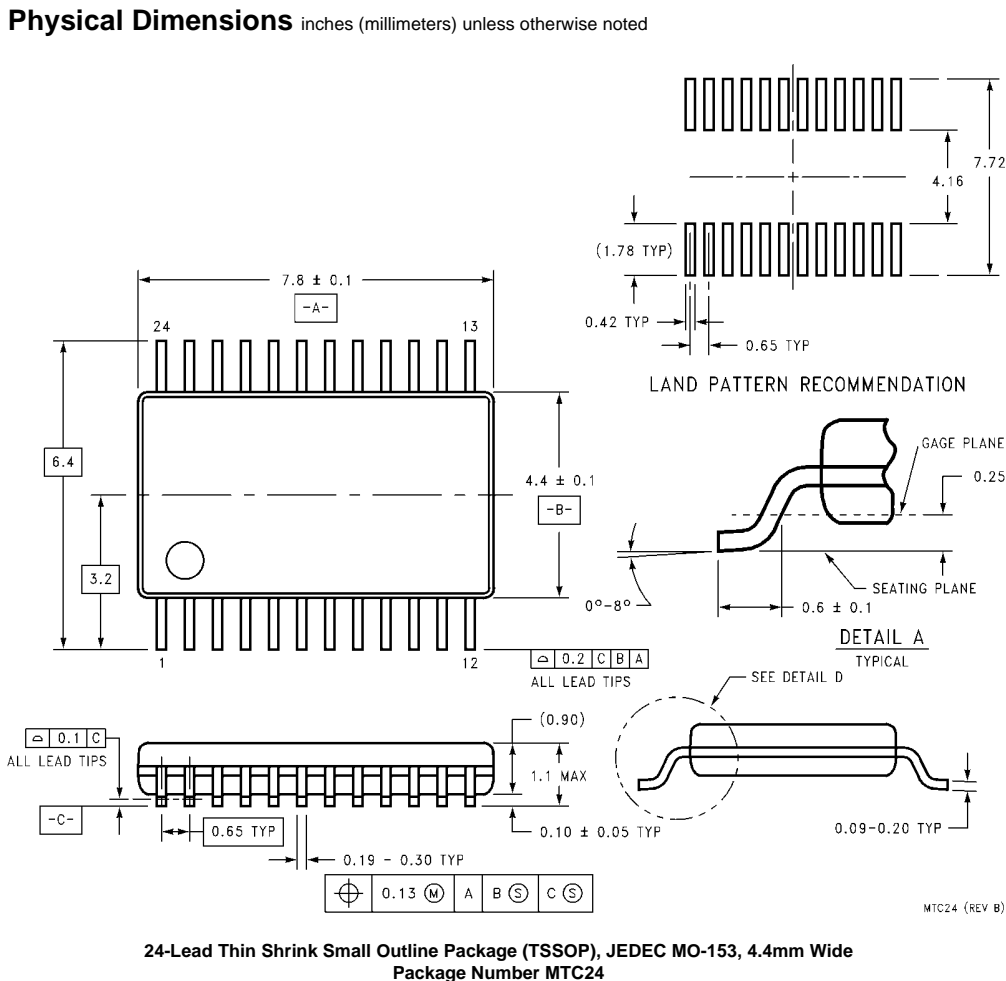 Physical Dimensions inches (millimeters) unless otherwise noted
7.72
4.16
(1.78 TYP)
0.42 TYP
0.65 TYP
LAND PATTERN RECOMMENDATION
7.8 ± 0.1
-A-
24
13
6.4
4.4 ± 0.1
-B-
3.2
1
12
⌓ 0.2 C B A
ALL LEAD TIPS
GAGE PLANE
0.25
SEATING PLANE
0°-8°
0.6 ± 0.1
DETAIL A
TYPICAL
SEE DETAIL D
(0.90)
⌓ 0.1 C
ALL LEAD TIPS
1.1 MAX
-C-
0.65 TYP
0.10 ± 0.05 TYP
0.09-0.20 TYP
0.19 - 0.30 TYP
⌖ 0.13 Ⓜ A B Ⓢ C Ⓢ
MTC24 (REV B)
24-Lead Thin Shrink Small Outline Package (TSSOP), JEDEC MO-153, 4.4mm Wide
Package Number MTC24